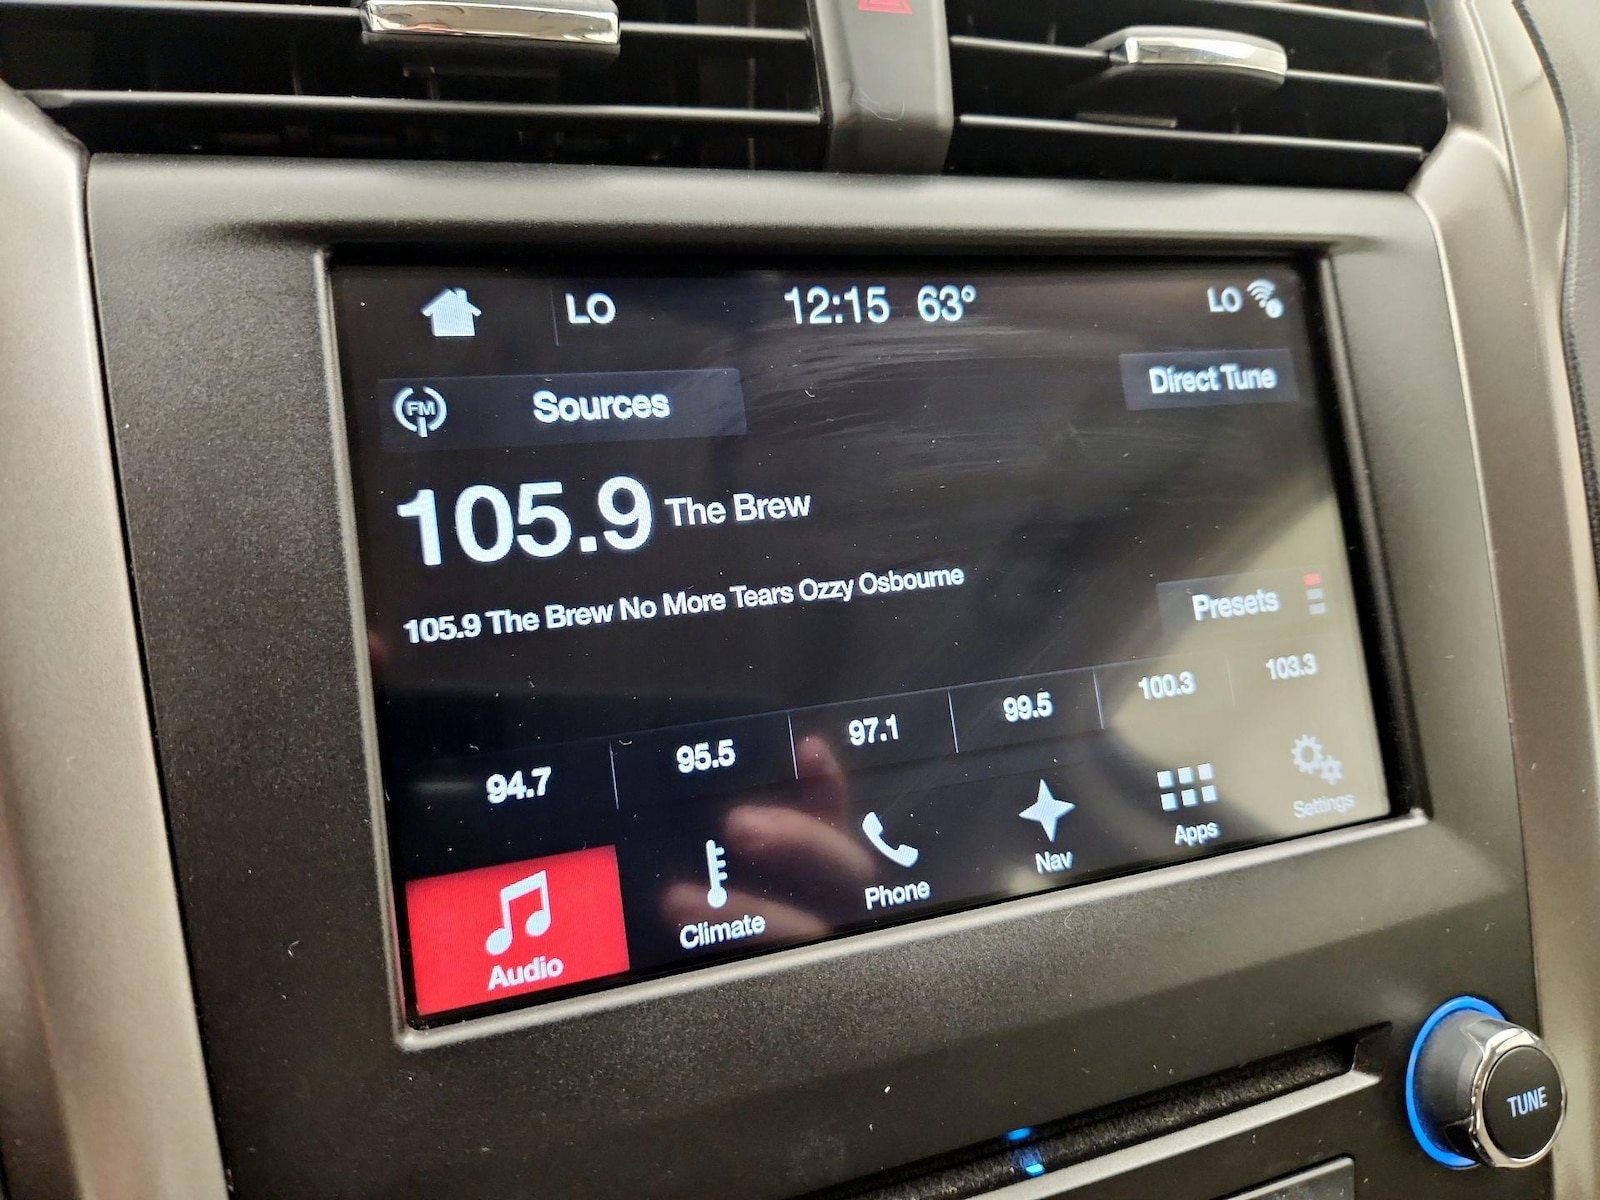 LO 12:15 63° LO
FM Sources Direct Tune
105.9 The Brew
105.9 The Brew No More Tears Ozzy Osbourne
Presets
94.7 95.5 97.1 99.5 100.3 103.3
Audio Climate Phone Nav Apps Settings
TUNE